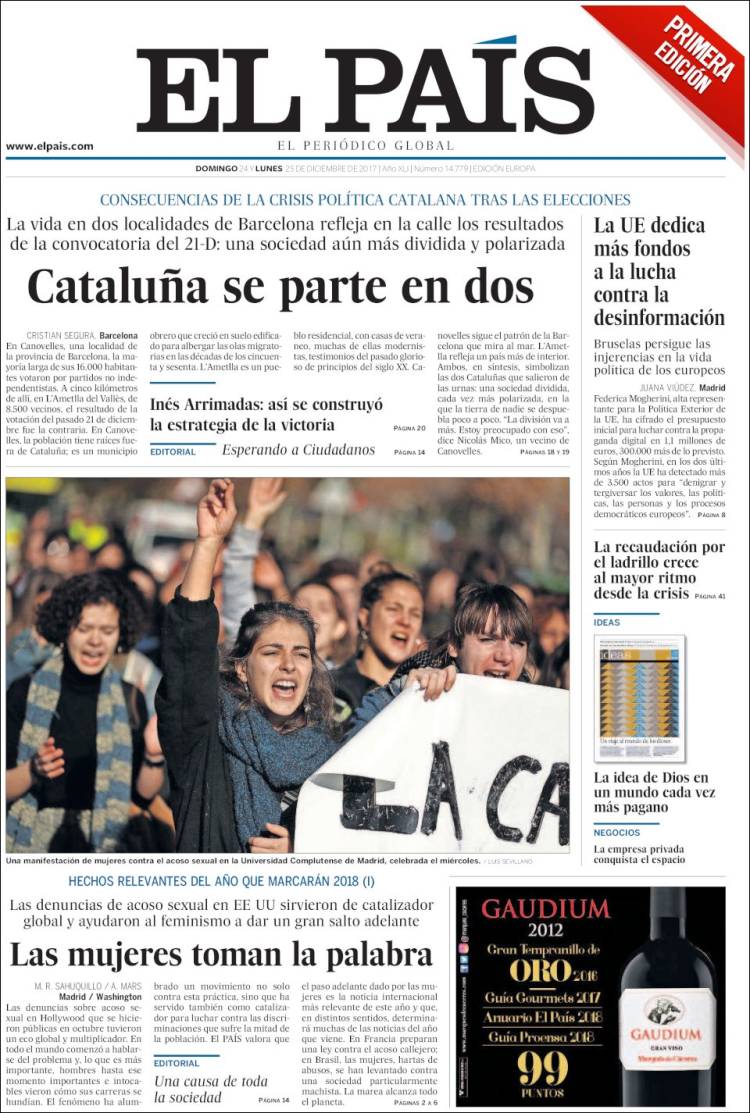 PRIMERA
EDICIÓN
EL PAÍS
www.elpais.com
EL PERIÓDICO GLOBAL
DOMINGO 24 Y LUNES 25 DE DICIEMBRE DE 2017 | Año XLI | Número 14.779 | EDICIÓN EUROPA
CONSECUENCIAS DE LA CRISIS POLÍTICA CATALANA TRAS LAS ELECCIONES
La vida en dos localidades de Barcelona refleja en la calle los resultados
de la convocatoria del 21-D: una sociedad aún más dividida y polarizada
Cataluña se parte en dos
CRISTIAN SEGURA, Barcelona
En Canovelles, una localidad de
la provincia de Barcelona, la ma-
yoría larga de sus 16.000 habitan-
tes votaron por partidos no inde-
pendentistas. A cinco kilómetros
de allí, en L'Ametlla del Vallès, de
8.500 vecinos, el resultado de la
votación del pasado 21 de diciem-
bre fue la contraria. En Canove-
lles, la población tiene raíces fue-
ra de Cataluña; es un municipio
obrero que creció en suelo edifica-
do para albergar las olas migrato-
rias en las décadas de los cincuen-
ta y sesenta. L'Ametlla es un pue-
blo residencial, con casas de vera-
neo, muchas de ellas modernis-
tas, testimonios del pasado glorio-
so de principios del siglo XX. Ca-
novelles sigue el patrón de la Bar-
celona que mira al mar. L'Ame-
tlla refleja un país más de interior.
Ambos, en síntesis, simbolizan
las dos Cataluñas que salieron de
las urnas: una sociedad dividida,
cada vez más polarizada, en la
que la tierra de nadie se despue-
bla poco a poco. “La división va a
más. Estoy preocupado con eso”,
dice Nicolás Mico, un vecino de
Canovelles. PÁGINAS 18 Y 19
Inés Arrimadas: así se construyó
la estrategia de la victoria PÁGINA 20
EDITORIAL Esperando a Ciudadanos PÁGINA 14
La UE dedica
más fondos
a la lucha
contra la
desinformación
Bruselas persigue las
injerencias en la vida
política de los europeos
JUANA VIÚDEZ, Madrid
Federica Mogherini, alta repre-
sentante para la Política Exterior de
la UE, ha cifrado el presupuesto
inicial para luchar contra la propa-
ganda digital en 1,1 millones de
euros, 300.000 más de lo previsto.
Según Mogherini, en los dos últi-
mos años la UE ha detectado más
de 3.500 actos para “denigrar y
tergiversar los valores, las políti-
cas, las personas y los procesos
democráticos europeos”. PÁGINA 8
La recaudación por
el ladrillo crece
al mayor ritmo
desde la crisis PÁGINA 41
IDEAS
ideas
La idea de Dios en
un mundo cada vez
más pagano
NEGOCIOS
La empresa privada
conquista el espacio
LA CA
Una manifestación de mujeres contra el acoso sexual en la Universidad Complutense de Madrid, celebrada el miércoles. / LUIS SEVILLANO
HECHOS RELEVANTES DEL AÑO QUE MARCARÁN 2018 (I)
Las denuncias de acoso sexual en EE UU sirvieron de catalizador
global y ayudaron al feminismo a dar un gran salto adelante
Las mujeres toman la palabra
M. R. SAHUQUILLO / A. MARS
Madrid / Washington
Las denuncias sobre acoso se-
xual en Hollywood que se hicie-
ron públicas en octubre tuvieron
un eco global y multiplicador. En
todo el mundo comenzó a hablar-
se del problema y, lo que es más
importante, hombres hasta ese
momento importantes e intoca-
bles vieron cómo sus carreras se
hundían. El fenómeno ha alum-
brado un movimiento no solo
contra esta práctica, sino que ha
servido también como cataliza-
dor para luchar contra las discri-
minaciones que sufre la mitad de
la población. El PAÍS valora que
el paso adelante dado por las mu-
jeres es la noticia internacional
más relevante de este año y que,
en distintos sentidos, determina-
rá muchas de las noticias del año
que viene. En Francia preparan
una ley contra el acoso callejero;
en Brasil, las mujeres, hartas de
abusos, se han levantado contra
una sociedad particularmente
machista. La marea alcanza todo
el planeta. PÁGINAS 2 A 6
EDITORIAL
Una causa de toda
la sociedad PÁGINA 14
GAUDIUM
2012
Gran Tempranillo de
ORO 2016
Guía Gourmets 2017
Anuario El País 2018
Guía Proensa 2018
99
PUNTOS
GAUDIUM
GRAN VINO
Marqués de Cáceres